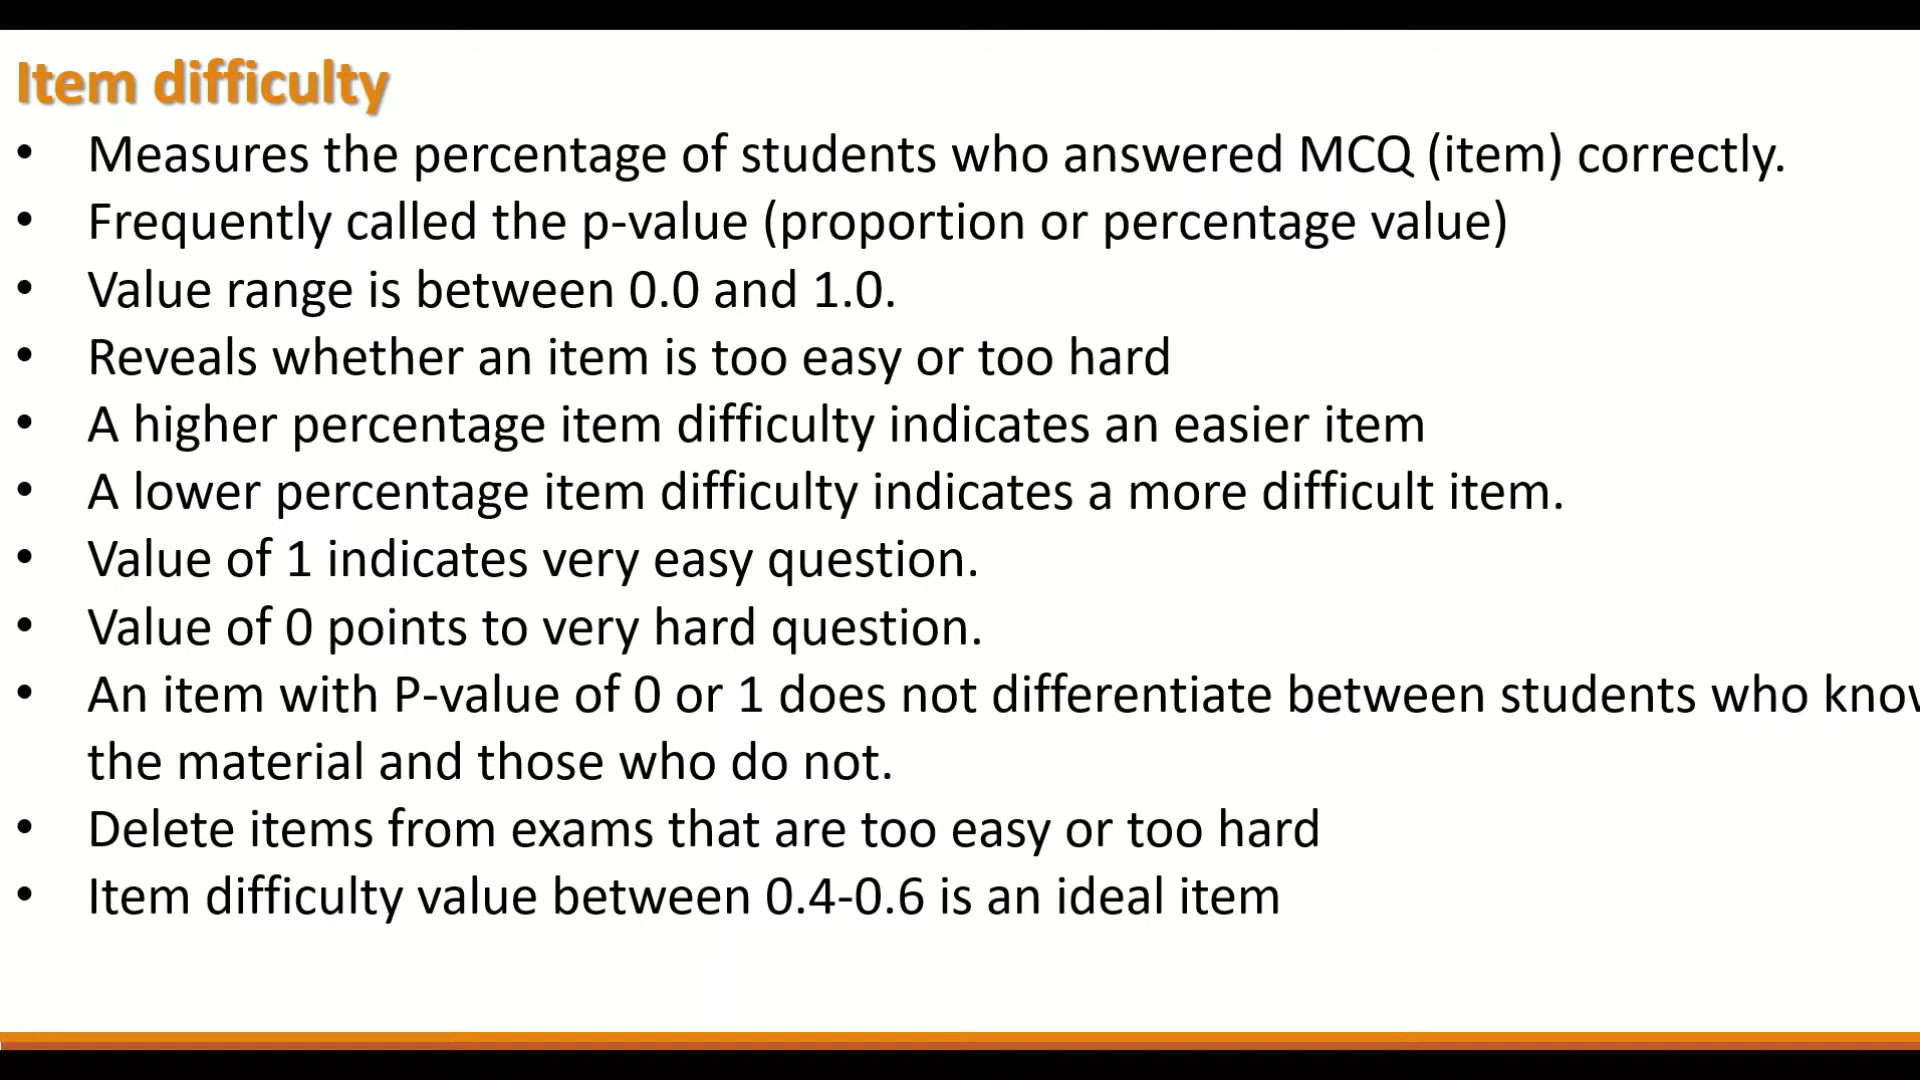 Item difficulty
• Measures the percentage of students who answered MCQ (item) correctly.
• Frequently called the p-value (proportion or percentage value)
• Value range is between 0.0 and 1.0.
• Reveals whether an item is too easy or too hard
• A higher percentage item difficulty indicates an easier item
• A lower percentage item difficulty indicates a more difficult item.
• Value of 1 indicates very easy question.
• Value of 0 points to very hard question.
• An item with P-value of 0 or 1 does not differentiate between students who know
the material and those who do not.
• Delete items from exams that are too easy or too hard
• Item difficulty value between 0.4-0.6 is an ideal item